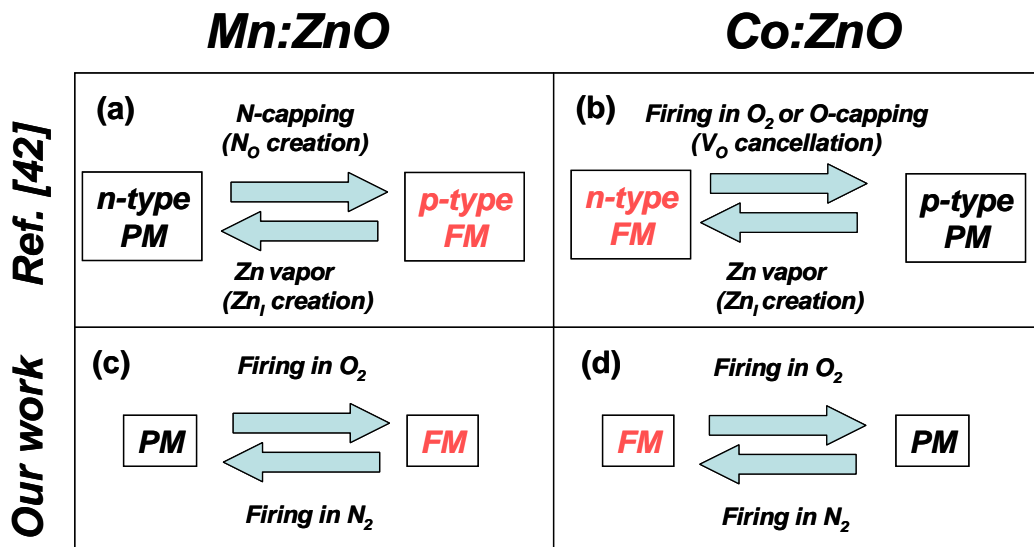 Mn:ZnO
Co:ZnO
Ref. [42]
(a)
N-capping
(N_O creation)
n-type
PM
p-type
FM
Zn vapor
(Zn_I creation)
(b)
Firing in O₂ or O-capping
(V_O cancellation)
n-type
FM
p-type
PM
Zn vapor
(Zn_I creation)
Our work
(c)
Firing in O₂
PM
FM
Firing in N₂
(d)
Firing in O₂
FM
PM
Firing in N₂